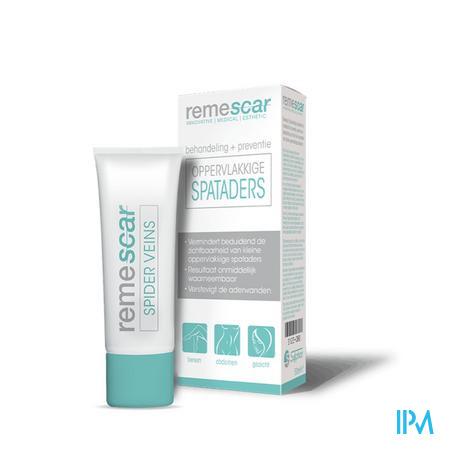 remescar
INNOVATIVE | MEDICAL | ESTHETIC
behandeling + preventie
OPPERVLAKKIGE
SPATADERS
• Vermindert beduidend de
zichtbaarheid van kleine
oppervlakkige spataders
• Resultaat onmiddellijk
waarneembaar
• Verstevigt de aderwanden.
benen
abdomen
gezicht
remescar
SPIDER VEINS
IPM